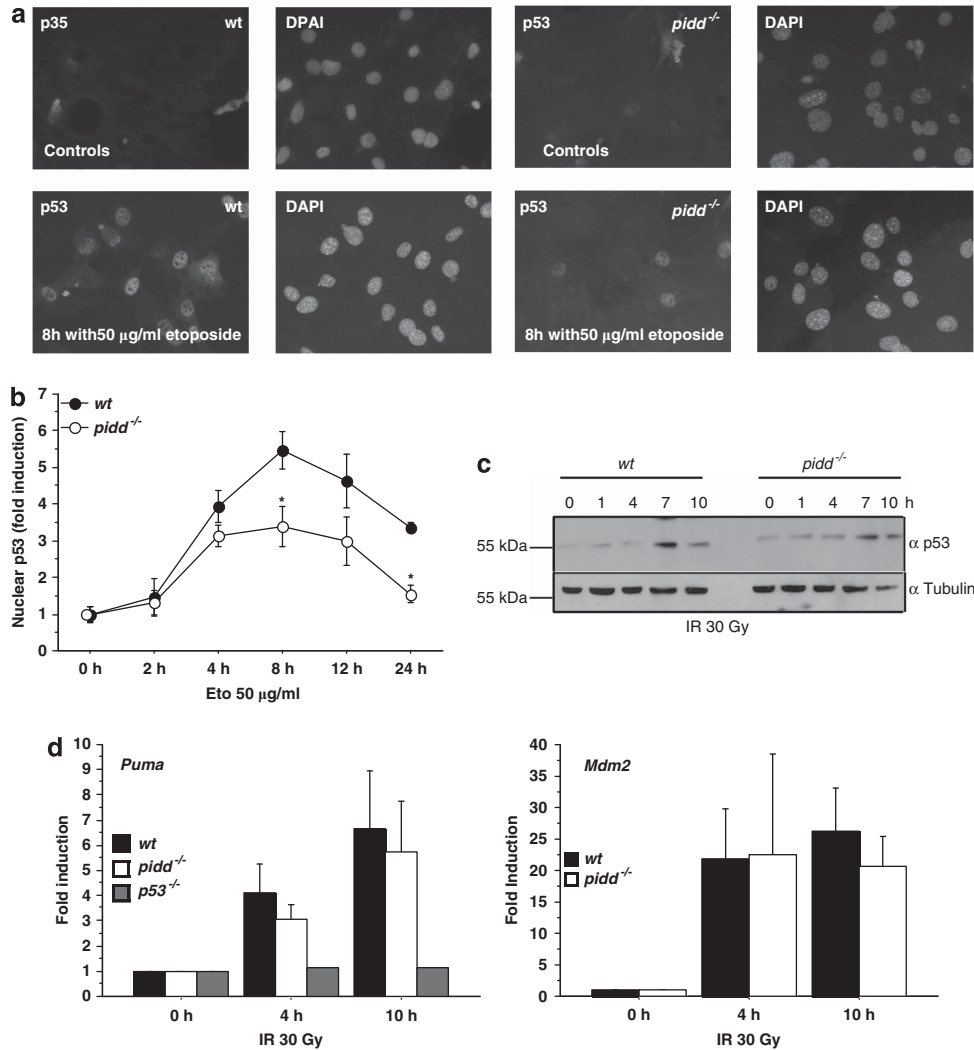 a
p35 wt
DPAI
p53 pidd-/-
DAPI
Controls
Controls
p53 wt
DAPI
p53 pidd-/-
DAPI
8h with50 μg/ml etoposide
8h with50 μg/ml etoposide
b
Nuclear p53 (fold induction)
7
6
5
4
3
2
1
0
wt
pidd-/-
*
*
0 h 2 h 4 h 8 h 12 h 24 h
Eto 50 μg/ml
c
wt pidd-/-
0 1 4 7 10 0 1 4 7 10 h
55 kDa α p53
55 kDa α Tubulin
IR 30 Gy
d
Fold induction
10
9
8
7
6
5
4
3
2
1
0
Puma
wt
pidd-/-
p53-/-
0 h 4 h 10 h
IR 30 Gy
Fold Induction
40
35
30
25
20
15
10
5
0
Mdm2
wt
pidd-/-
0 h 4 h 10 h
IR 30 Gy